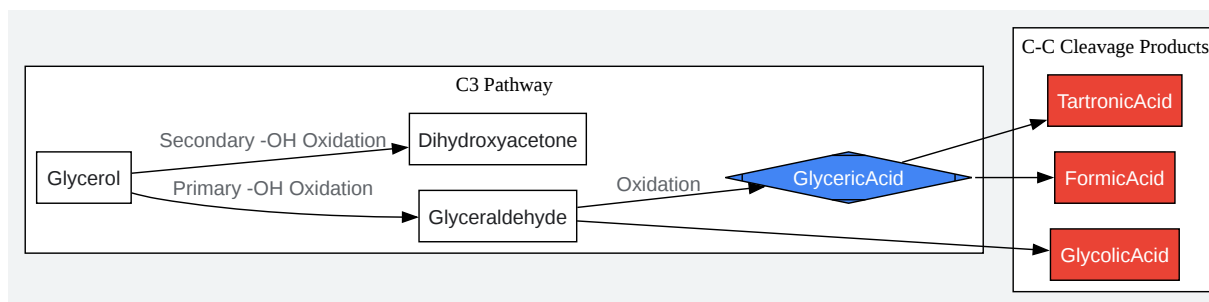 C-C Cleavage Products
C3 Pathway
TartronicAcid
Secondary -OH Oxidation
Dihydroxyacetone
Glycerol
Primary -OH Oxidation
Oxidation
GlycericAcid
FormicAcid
Glyceraldehyde
GlycolicAcid